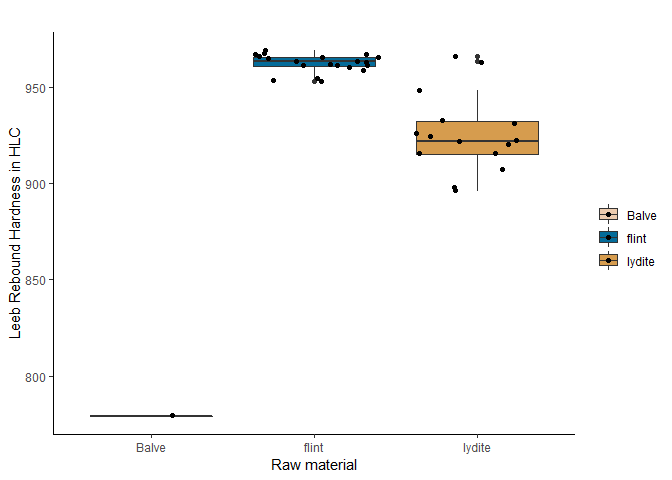 Leeb Rebound Hardness in HLC
950
900
850
800
Balve
flint
lydite
Raw material
Balve
flint
lydite